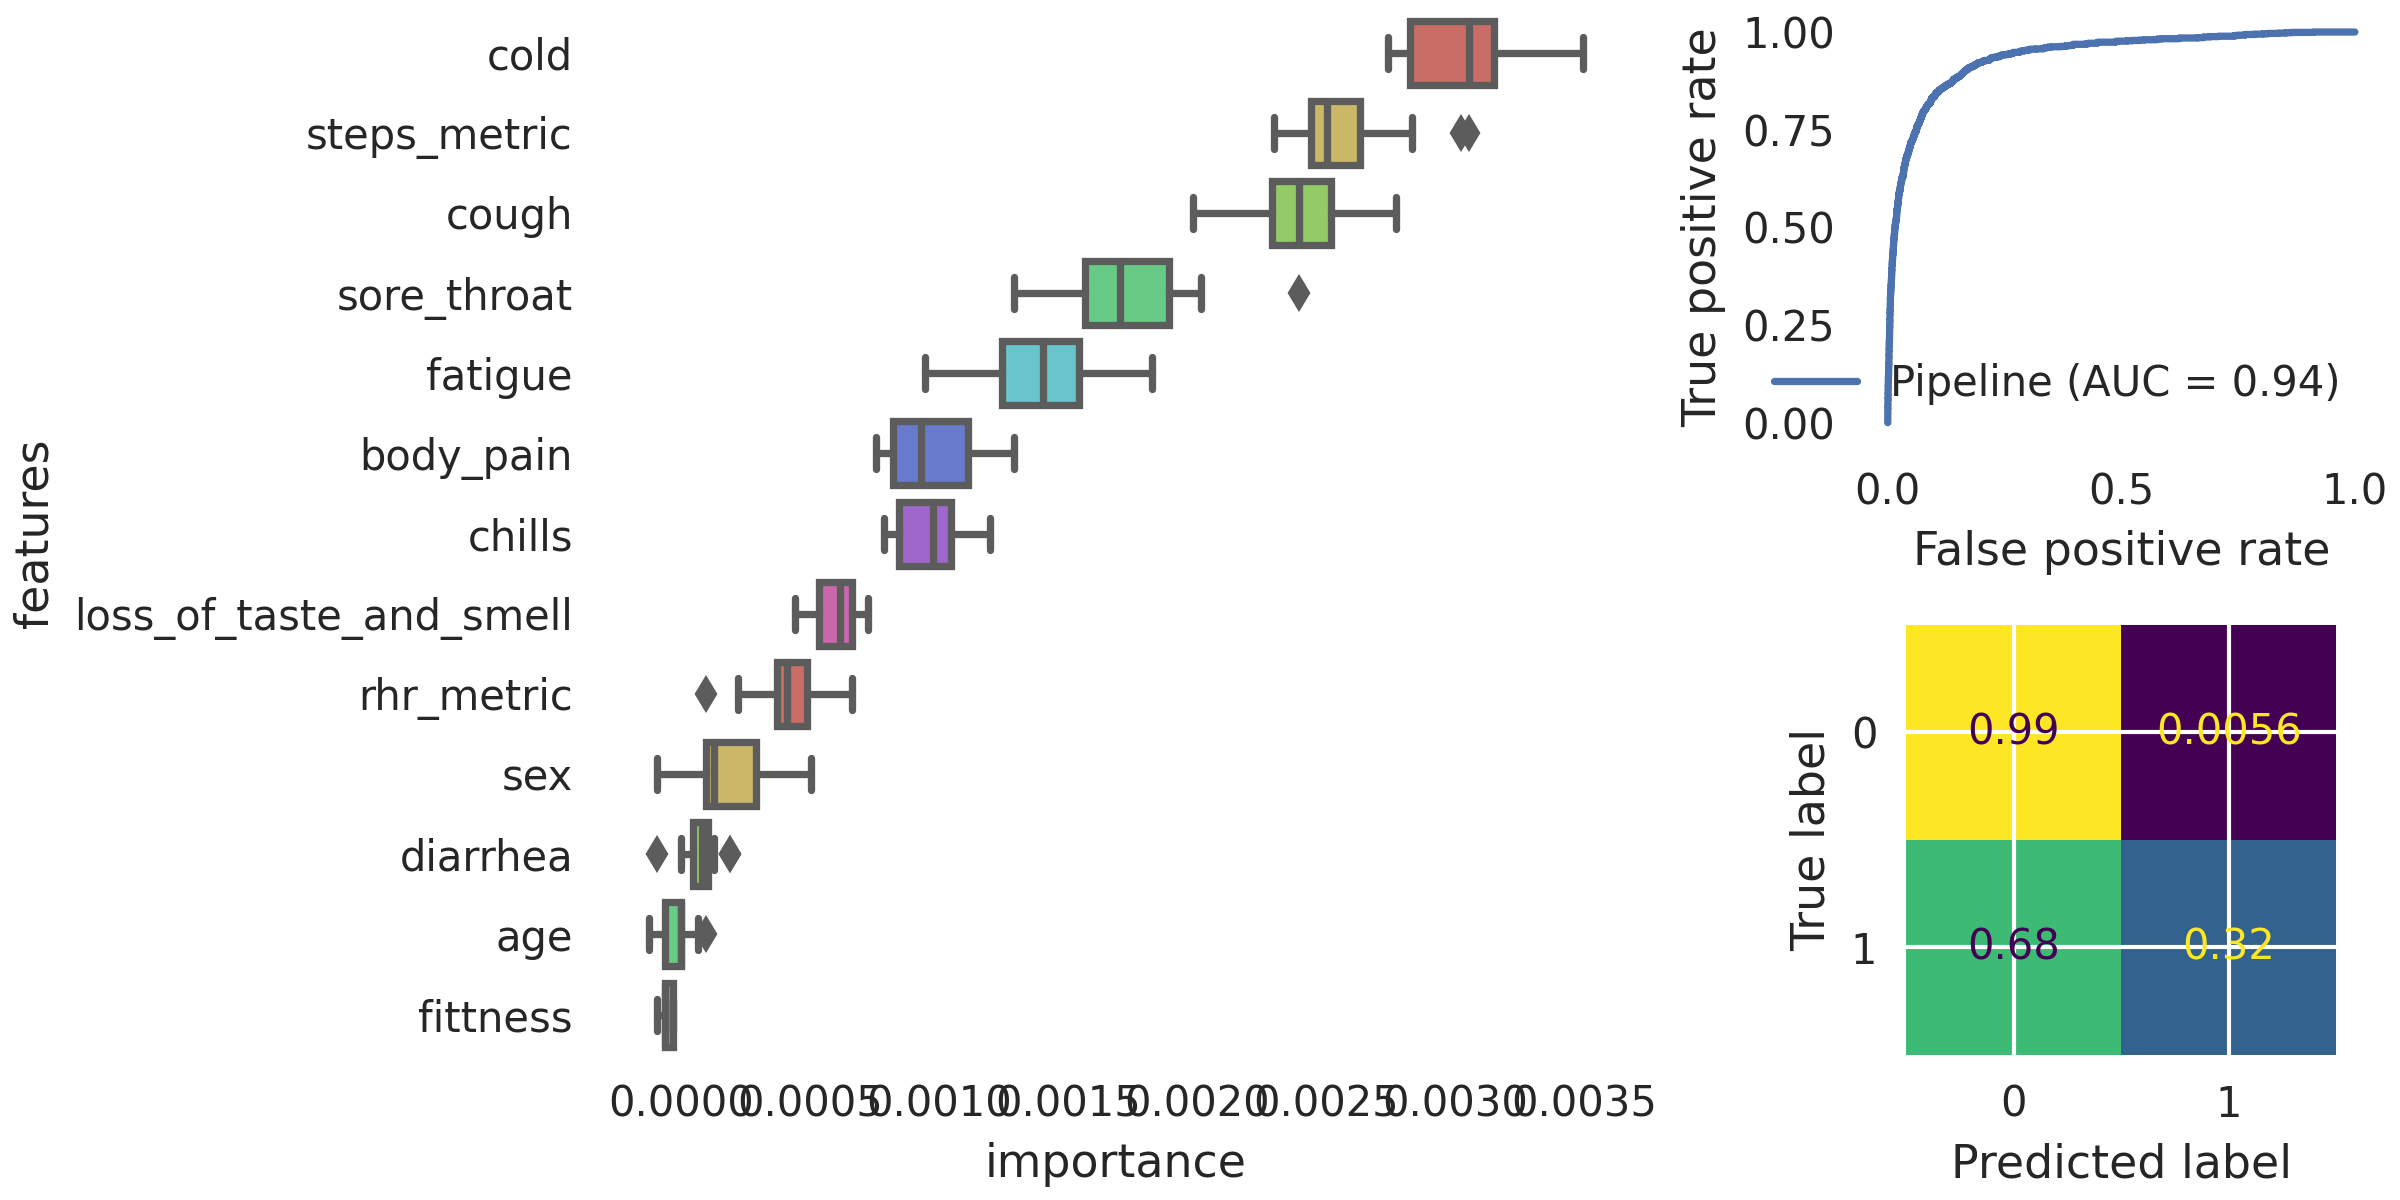 features
cold
steps_metric
cough
sore_throat
fatigue
body_pain
chills
loss_of_taste_and_smell
rhr_metric
sex
diarrhea
age
fittness
0.0000 0.0005 0.0010 0.0015 0.0020 0.0025 0.0030 0.0035
importance
True positive rate
1.00
0.75
0.50
0.25
0.00
Pipeline (AUC = 0.94)
0.0 0.5 1.0
False positive rate
True label
0
1
0.99 0.0056
0.68 0.32
0 1
Predicted label